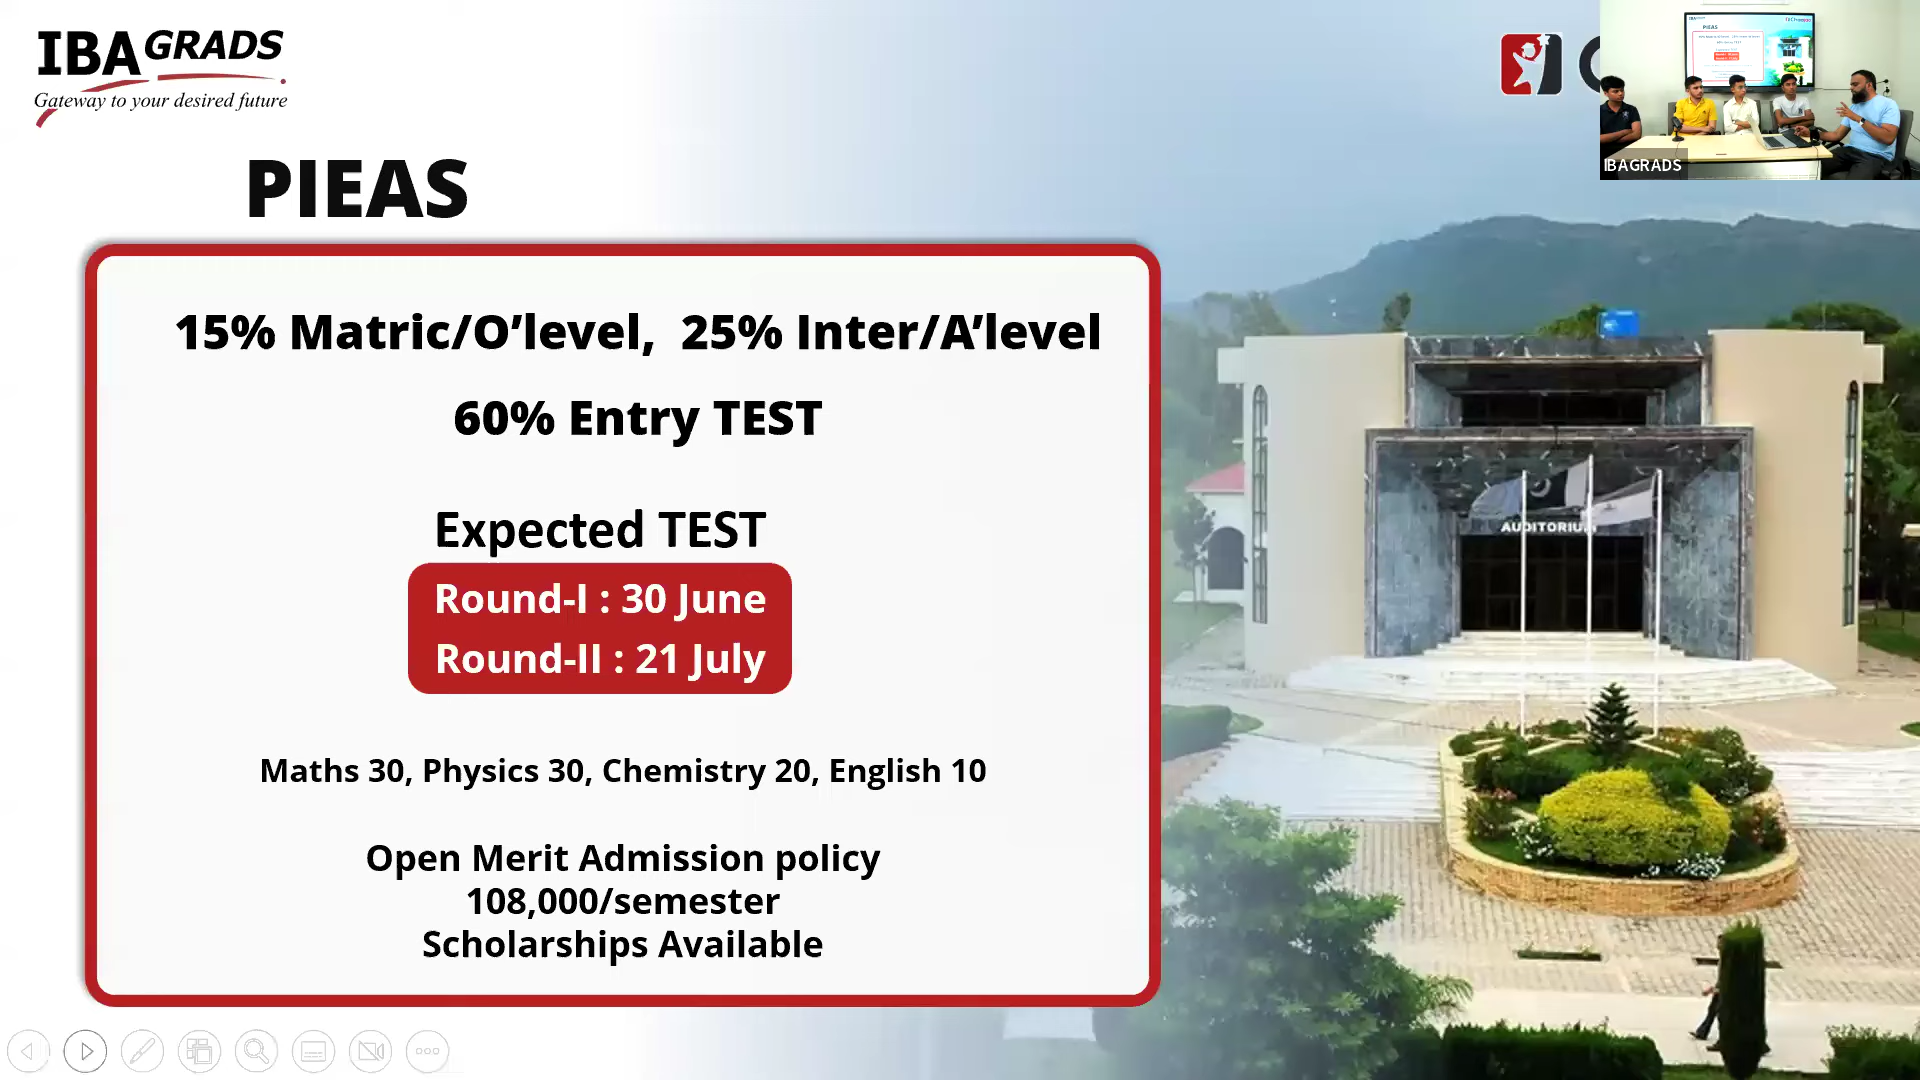 IBA GRADS
Gateway to your desired future
IBAGRADS
PIEAS
15% Matric/O’level, 25% Inter/A’level
60% Entry TEST
Expected TEST
Round-I : 30 June
Round-II : 21 July
Maths 30, Physics 30, Chemistry 20, English 10
Open Merit Admission policy
108,000/semester
Scholarships Available
AUDITORIUM